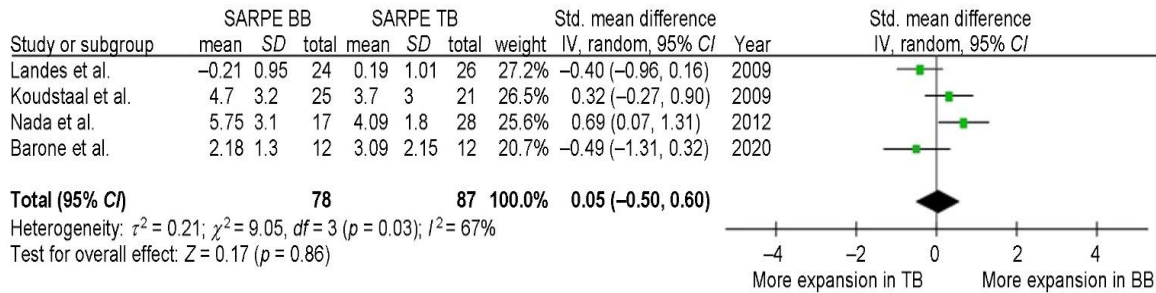 SARPE BB SARPE TB Std. mean difference Std. mean difference
Study or subgroup mean SD total mean SD total weight IV, random, 95% CI Year IV, random, 95% CI
Landes et al. –0.21 0.95 24 0.19 1.01 26 27.2% –0.40 (–0.96, 0.16) 2009
Koudstaal et al. 4.7 3.2 25 3.7 3 21 26.5% 0.32 (–0.27, 0.90) 2009
Nada et al. 5.75 3.1 17 4.09 1.8 28 25.6% 0.69 (0.07, 1.31) 2012
Barone et al. 2.18 1.3 12 3.09 2.15 12 20.7% –0.49 (–1.31, 0.32) 2020
Total (95% CI) 78 87 100.0% 0.05 (–0.50, 0.60)
Heterogeneity: τ² = 0.21; χ² = 9.05, df = 3 (p = 0.03); I² = 67%
Test for overall effect: Z = 0.17 (p = 0.86)
–4 –2 0 2 4
More expansion in TB More expansion in BB